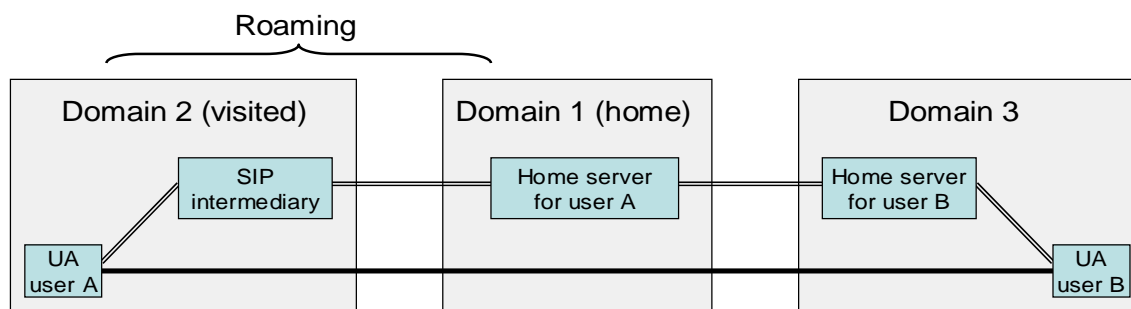 Roaming
Domain 2 (visited)
Domain 1 (home)
Domain 3
SIP
intermediary
Home server
for user A
Home server
for user B
UA
user A
UA
user B